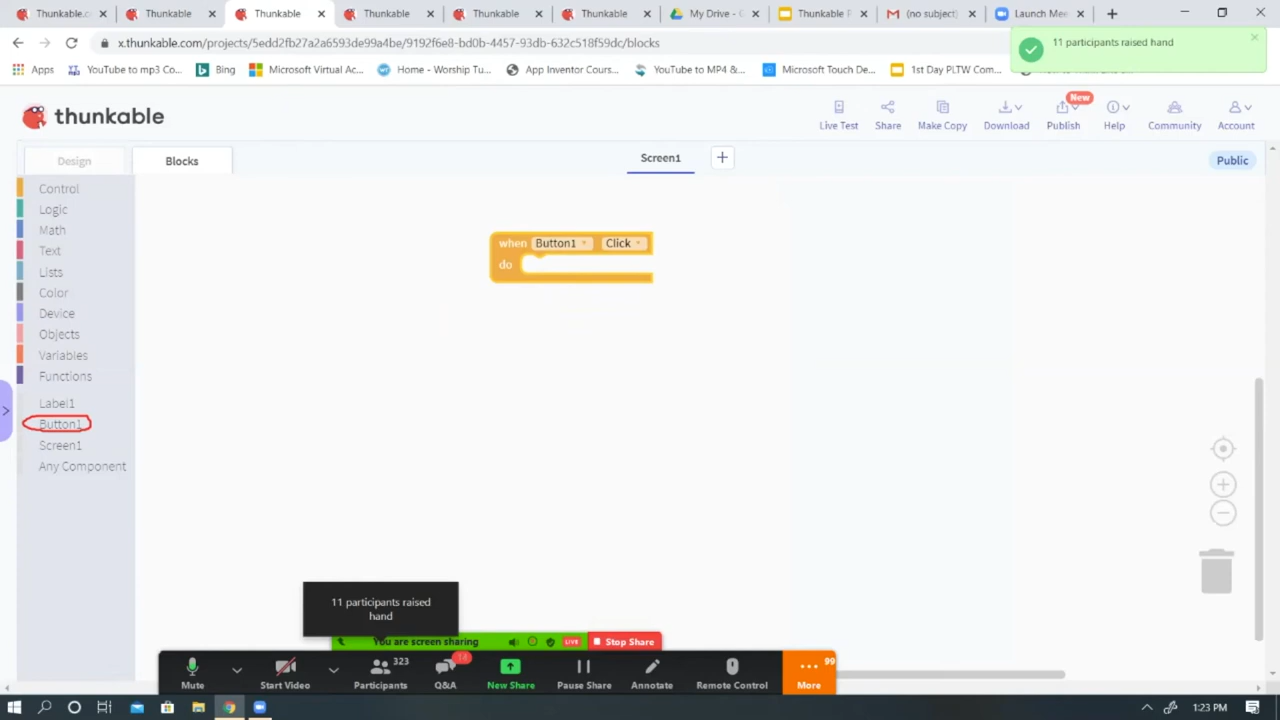 Thunkable.c
Thunkable
Thunkable
Thunkable
Thunkable
Thunkable
My Drive - G
Thunkable P
(no subject)
Launch Mee
x.thunkable.com/projects/5edd2fb27a2a6593de99a4be/9192f6e8-bd0b-4457-93db-632c518f59dc/blocks
11 participants raised hand
Apps
YouTube to mp3 Co...
Bing
Microsoft Virtual Ac...
Home - Worship Tu...
App Inventor Cours...
YouTube to MP4 &...
Microsoft Touch De...
1st Day PLTW Com...
thunkable
New
Live Test
Share
Make Copy
Download
Publish
Help
Community
Account
Design
Blocks
Screen1
Public
Control
Logic
Math
Text
Lists
Color
Device
Objects
Variables
Functions
Label1
Button1
Screen1
Any Component
when Button1 Click
do
11 participants raised
hand
You are screen sharing
LIVE
Stop Share
323
14
99
Mute
Start Video
Participants
Q&A
New Share
Pause Share
Annotate
Remote Control
More
1:23 PM